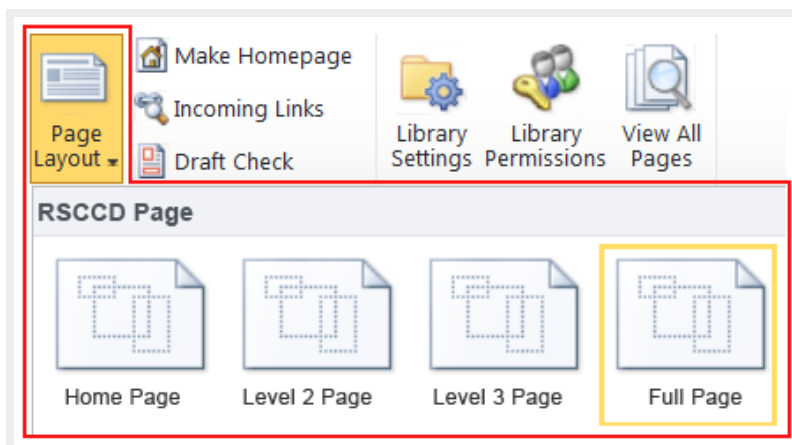 Page
Layout
Make Homepage
Incoming Links
Draft Check
Library
Settings
Library
Permissions
View All
Pages
RSCCD Page
Home Page
Level 2 Page
Level 3 Page
Full Page